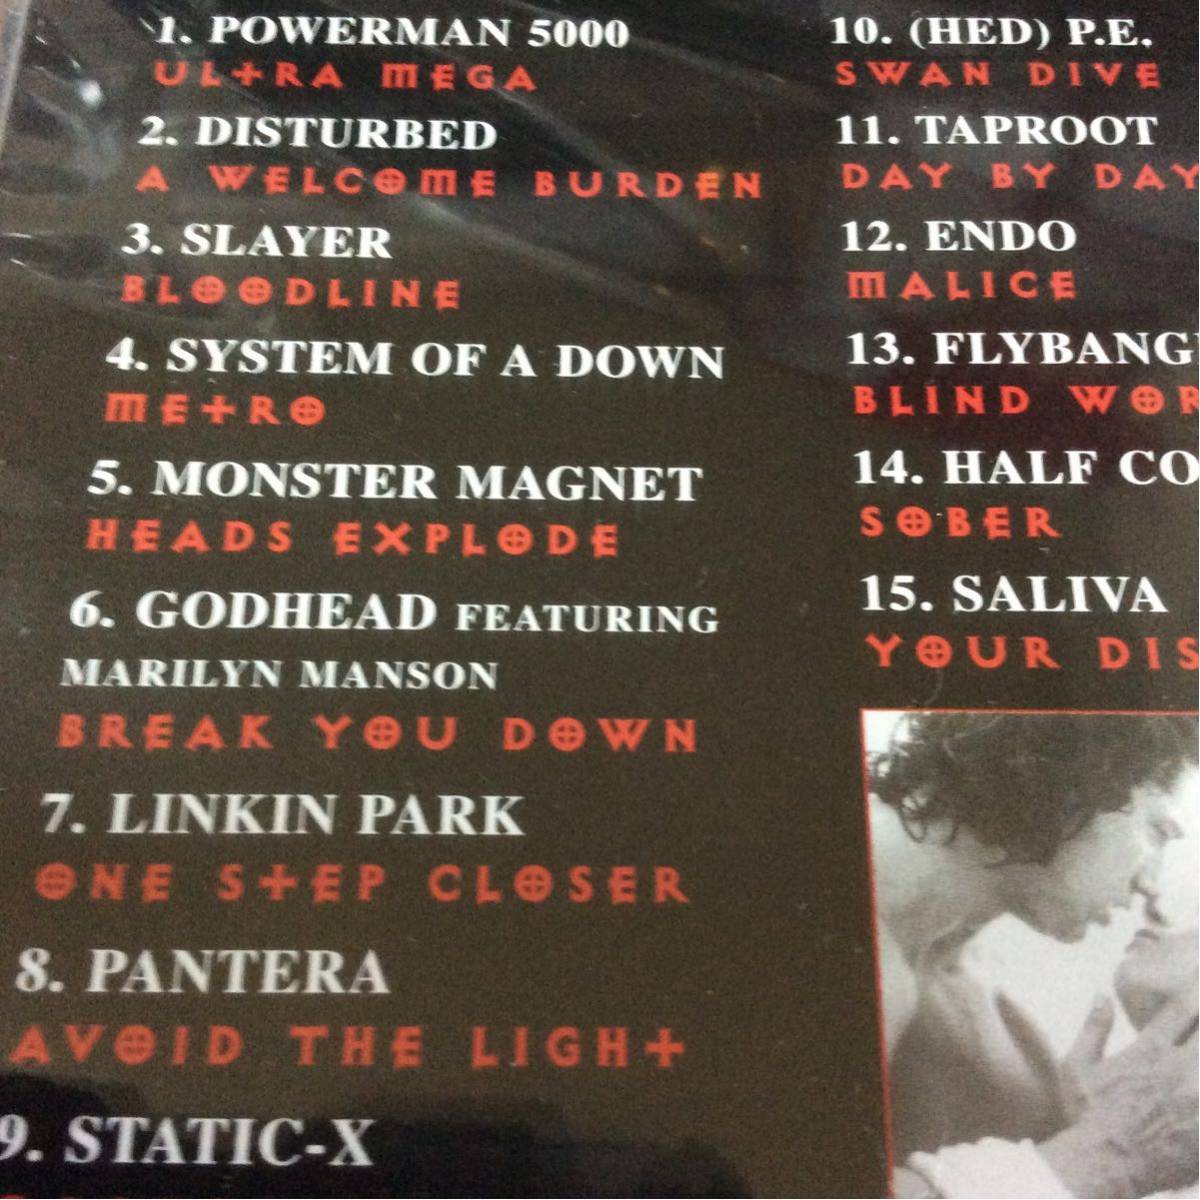 1. POWERMAN 5000
ULTRA MEGA
2. DISTURBED
A WELCOME BURDEN
3. SLAYER
BLOODLINE
4. SYSTEM OF A DOWN
METRO
5. MONSTER MAGNET
HEADS EXPLODE
6. GODHEAD FEATURING
MARILYN MANSON
BREAK YOU DOWN
7. LINKIN PARK
ONE STEP CLOSER
8. PANTERA
AVOID THE LIGHT
9. STATIC-X
10. (HED) P.E.
SWAN DIVE
11. TAPROOT
DAY BY DAY
12. ENDO
MALICE
13. FLYBANG
BLIND WOR
14. HALF CO
SOBER
15. SALIVA
YOUR DIS